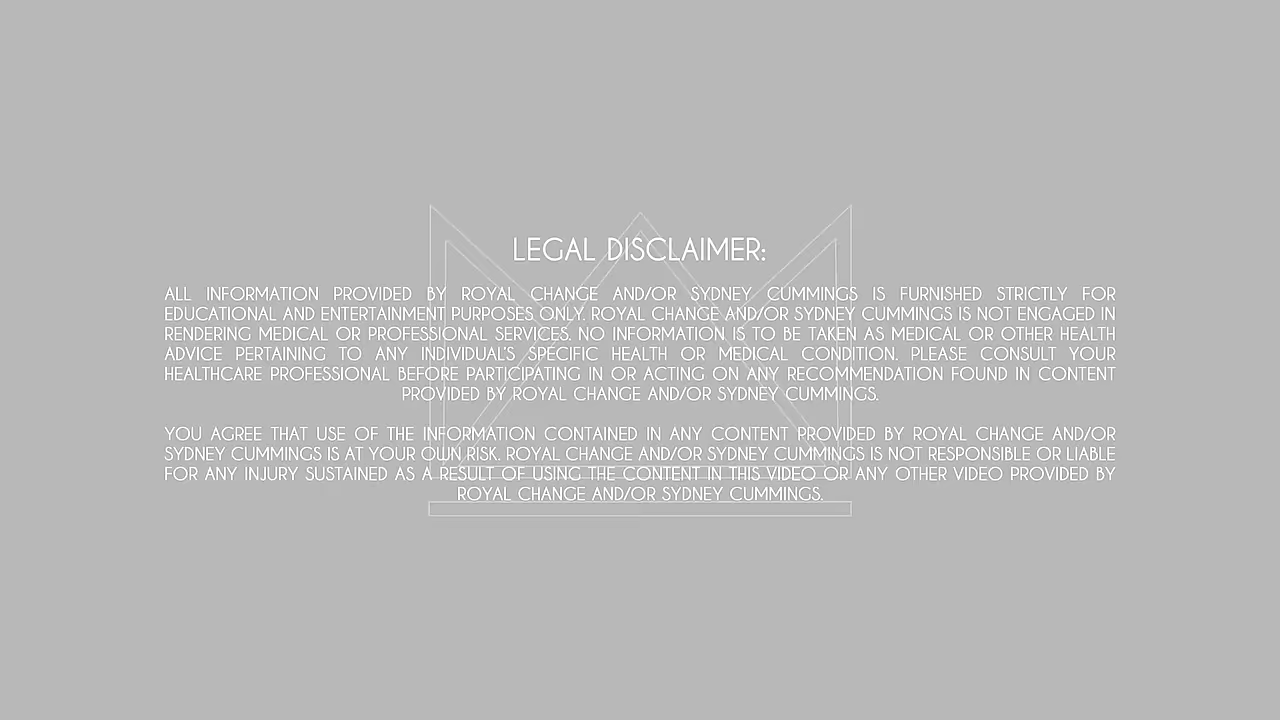 LEGAL DISCLAIMER:
ALL INFORMATION PROVIDED BY ROYAL CHANGE AND/OR SYDNEY CUMMINGS IS FURNISHED STRICTLY FOR
EDUCATIONAL AND ENTERTAINMENT PURPOSES ONLY. ROYAL CHANGE AND/OR SYDNEY CUMMINGS IS NOT ENGAGED IN
RENDERING MEDICAL OR PROFESSIONAL SERVICES. NO INFORMATION IS TO BE TAKEN AS MEDICAL OR OTHER HEALTH
ADVICE PERTAINING TO ANY INDIVIDUAL'S SPECIFIC HEALTH OR MEDICAL CONDITION. PLEASE CONSULT YOUR
HEALTHCARE PROFESSIONAL BEFORE PARTICIPATING IN OR ACTING ON ANY RECOMMENDATION FOUND IN CONTENT
PROVIDED BY ROYAL CHANGE AND/OR SYDNEY CUMMINGS.
YOU AGREE THAT USE OF THE INFORMATION CONTAINED IN ANY CONTENT PROVIDED BY ROYAL CHANGE AND/OR
SYDNEY CUMMINGS IS AT YOUR OWN RISK. ROYAL CHANGE AND/OR SYDNEY CUMMINGS IS NOT RESPONSIBLE OR LIABLE
FOR ANY INJURY SUSTAINED AS A RESULT OF USING THE CONTENT IN THIS VIDEO OR ANY OTHER VIDEO PROVIDED BY
ROYAL CHANGE AND/OR SYDNEY CUMMINGS.